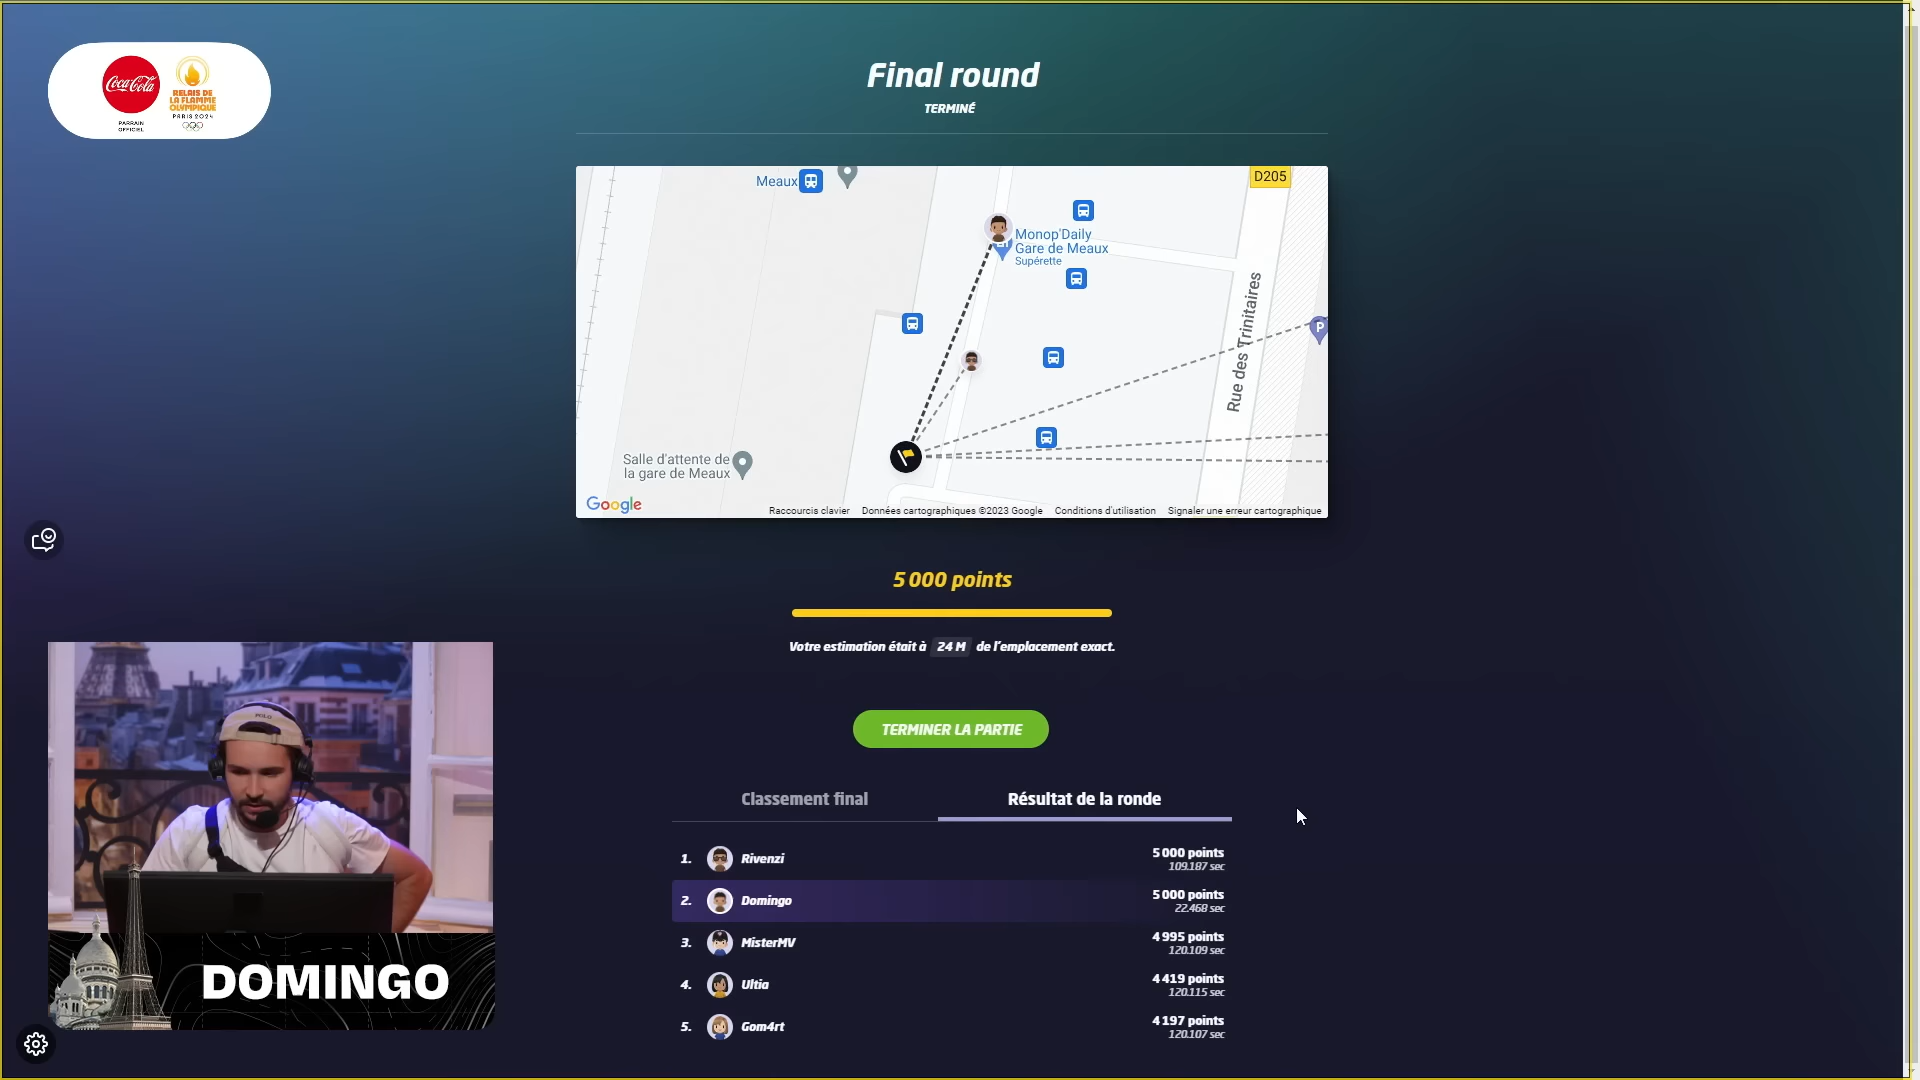 Coca-Cola
PARRAIN
OFFICIEL
RELAIS DE
LA FLAMME
OLYMPIQUE
PARIS 2024
Final round
TERMINÉ
Meaux
D205
Monop'Daily
Gare de Meaux
Supérette
Rue des Trinitaires
P
Salle d'attente de
la gare de Meaux
Google
Raccourcis clavier
Données cartographiques ©2023 Google
Conditions d'utilisation
Signaler une erreur cartographique
5 000 points
Votre estimation était à 24 M de l'emplacement exact.
TERMINER LA PARTIE
Classement final
Résultat de la ronde
1. Rivenzi 5 000 points
109.187 sec
2. Domingo 5 000 points
22.468 sec
3. MisterMV 4 995 points
120.109 sec
4. Ultia 4 419 points
120.115 sec
5. Gom4rt 4 197 points
120.107 sec
POLO
DOMINGO